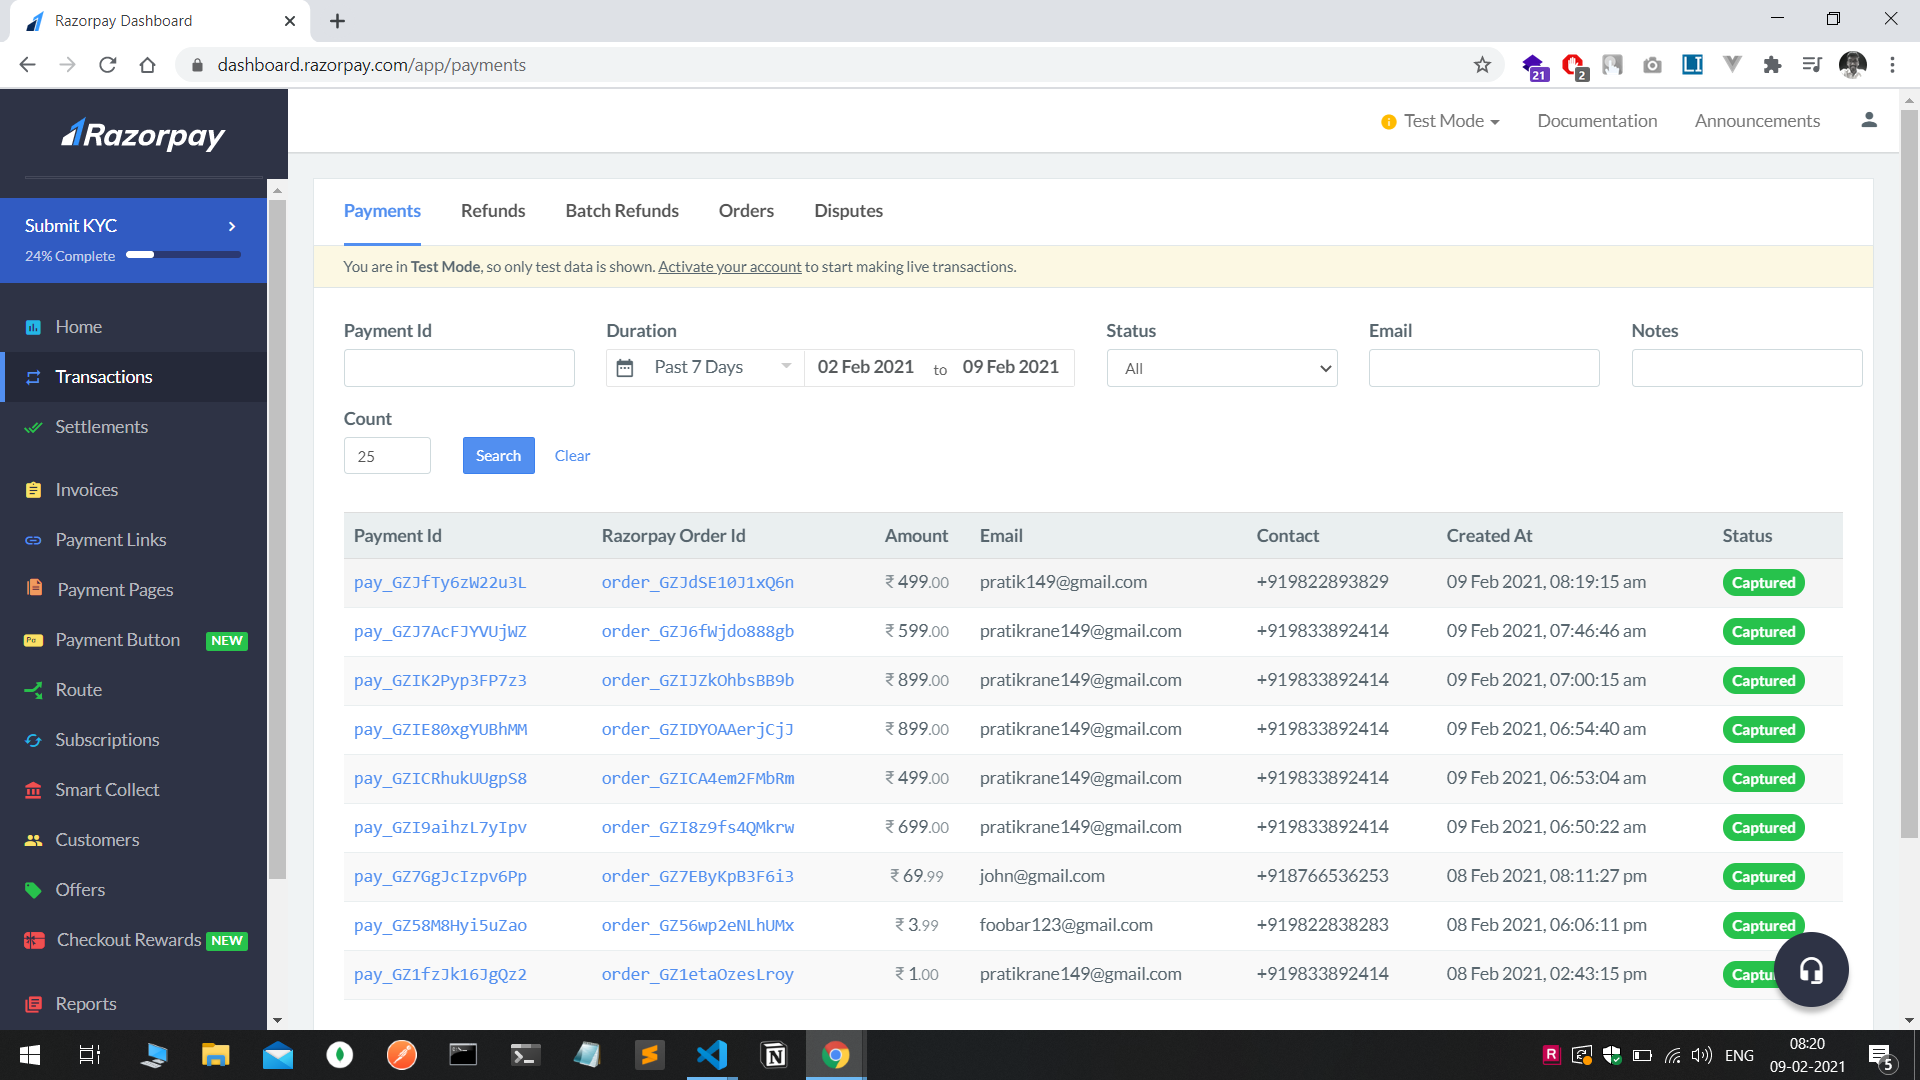 Razorpay Dashboard
dashboard.razorpay.com/app/payments
21
2
LI
Razorpay
Test Mode
Documentation
Announcements
Submit KYC
24% Complete
Home
Transactions
Settlements
Invoices
Payment Links
Payment Pages
Payment Button NEW
Route
Subscriptions
Smart Collect
Customers
Offers
Checkout Rewards NEW
Reports
Payments Refunds Batch Refunds Orders Disputes
You are in Test Mode, so only test data is shown. Activate your account to start making live transactions.
Payment Id Duration Status Email Notes
Past 7 Days 02 Feb 2021 to 09 Feb 2021 All
Count
25 Search Clear
Payment Id Razorpay Order Id Amount Email Contact Created At Status
pay_GZJfTy6zW22u3L order_GZJdSE10J1xQ6n ₹ 499.00 pratik149@gmail.com +919822893829 09 Feb 2021, 08:19:15 am Captured
pay_GZJ7AcFJYVUjWZ order_GZJ6fWjdo888gb ₹ 599.00 pratikrane149@gmail.com +919833892414 09 Feb 2021, 07:46:46 am Captured
pay_GZIK2Pyp3FP7z3 order_GZIJZkOhbsBB9b ₹ 899.00 pratikrane149@gmail.com +919833892414 09 Feb 2021, 07:00:15 am Captured
pay_GZIE80xgYUBhMM order_GZIDYOAAerjCjJ ₹ 899.00 pratikrane149@gmail.com +919833892414 09 Feb 2021, 06:54:40 am Captured
pay_GZICRhukUUgpS8 order_GZICA4em2FMbRm ₹ 499.00 pratikrane149@gmail.com +919833892414 09 Feb 2021, 06:53:04 am Captured
pay_GZI9aihzL7yIpv order_GZI8z9fs4QMkrw ₹ 699.00 pratikrane149@gmail.com +919833892414 09 Feb 2021, 06:50:22 am Captured
pay_GZ7GgJcIzpv6Pp order_GZ7EByKpB3F6i3 ₹ 69.99 john@gmail.com +918766536253 08 Feb 2021, 08:11:27 pm Captured
pay_GZ58M8Hyi5uZao order_GZ56wp2eNLhUMx ₹ 3.99 foobar123@gmail.com +919822838283 08 Feb 2021, 06:06:11 pm Captured
pay_GZ1fzJk16JgQz2 order_GZ1etaOzesLroy ₹ 1.00 pratikrane149@gmail.com +919833892414 08 Feb 2021, 02:43:15 pm Captu
ENG
08:20
09-02-2021
5